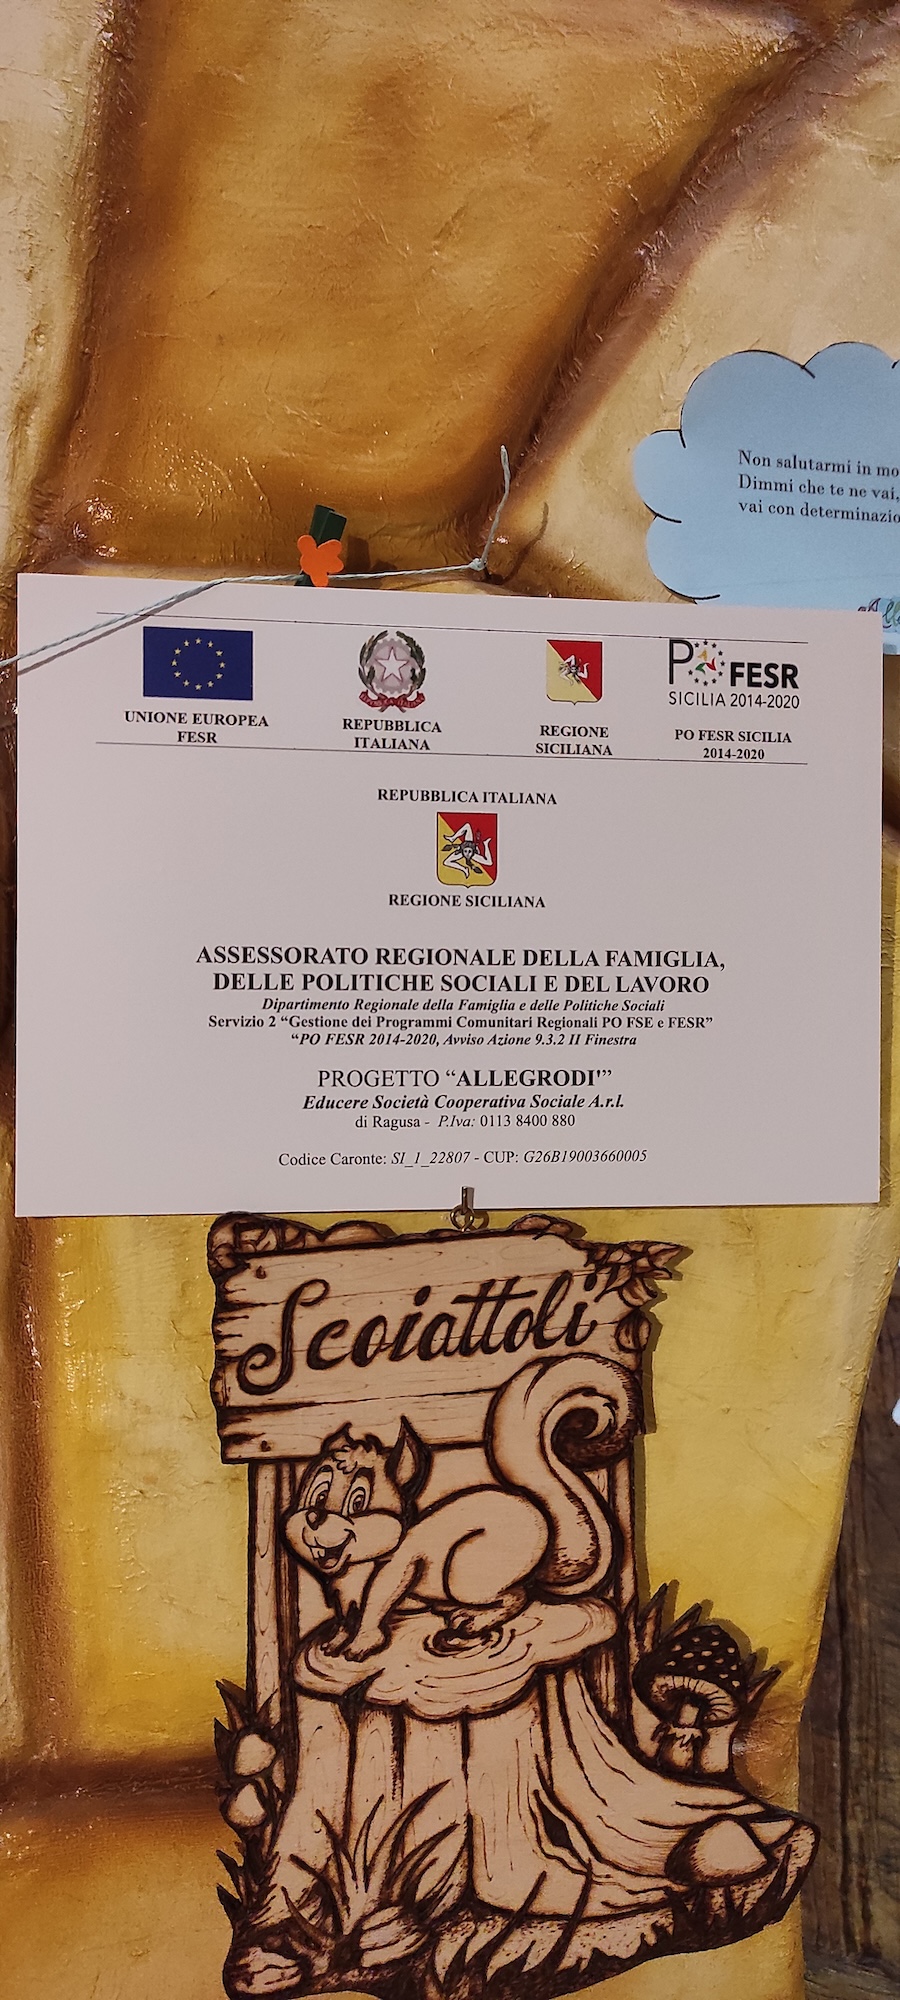 Non salutarmi in mo
Dimmi che te ne vai,
vai con determinazio
UNIONE EUROPEA
FESR
REPUBBLICA
ITALIANA
REGIONE
SICILIANA
PO FESR
SICILIA 2014-2020
PO FESR SICILIA
2014-2020
REPUBBLICA ITALIANA
REGIONE SICILIANA
ASSESSORATO REGIONALE DELLA FAMIGLIA,
DELLE POLITICHE SOCIALI E DEL LAVORO
Dipartimento Regionale della Famiglia e delle Politiche Sociali
Servizio 2 “Gestione dei Programmi Comunitari Regionali PO FSE e FESR”
“PO FESR 2014-2020, Avviso Azione 9.3.2 II Finestra
PROGETTO “ALLEGRODI'”
Educere Società Cooperativa Sociale A.r.l.
di Ragusa - P.Iva: 0113 8400 880
Codice Caronte: SI_1_22807 - CUP: G26B19003660005
Scoiattoli